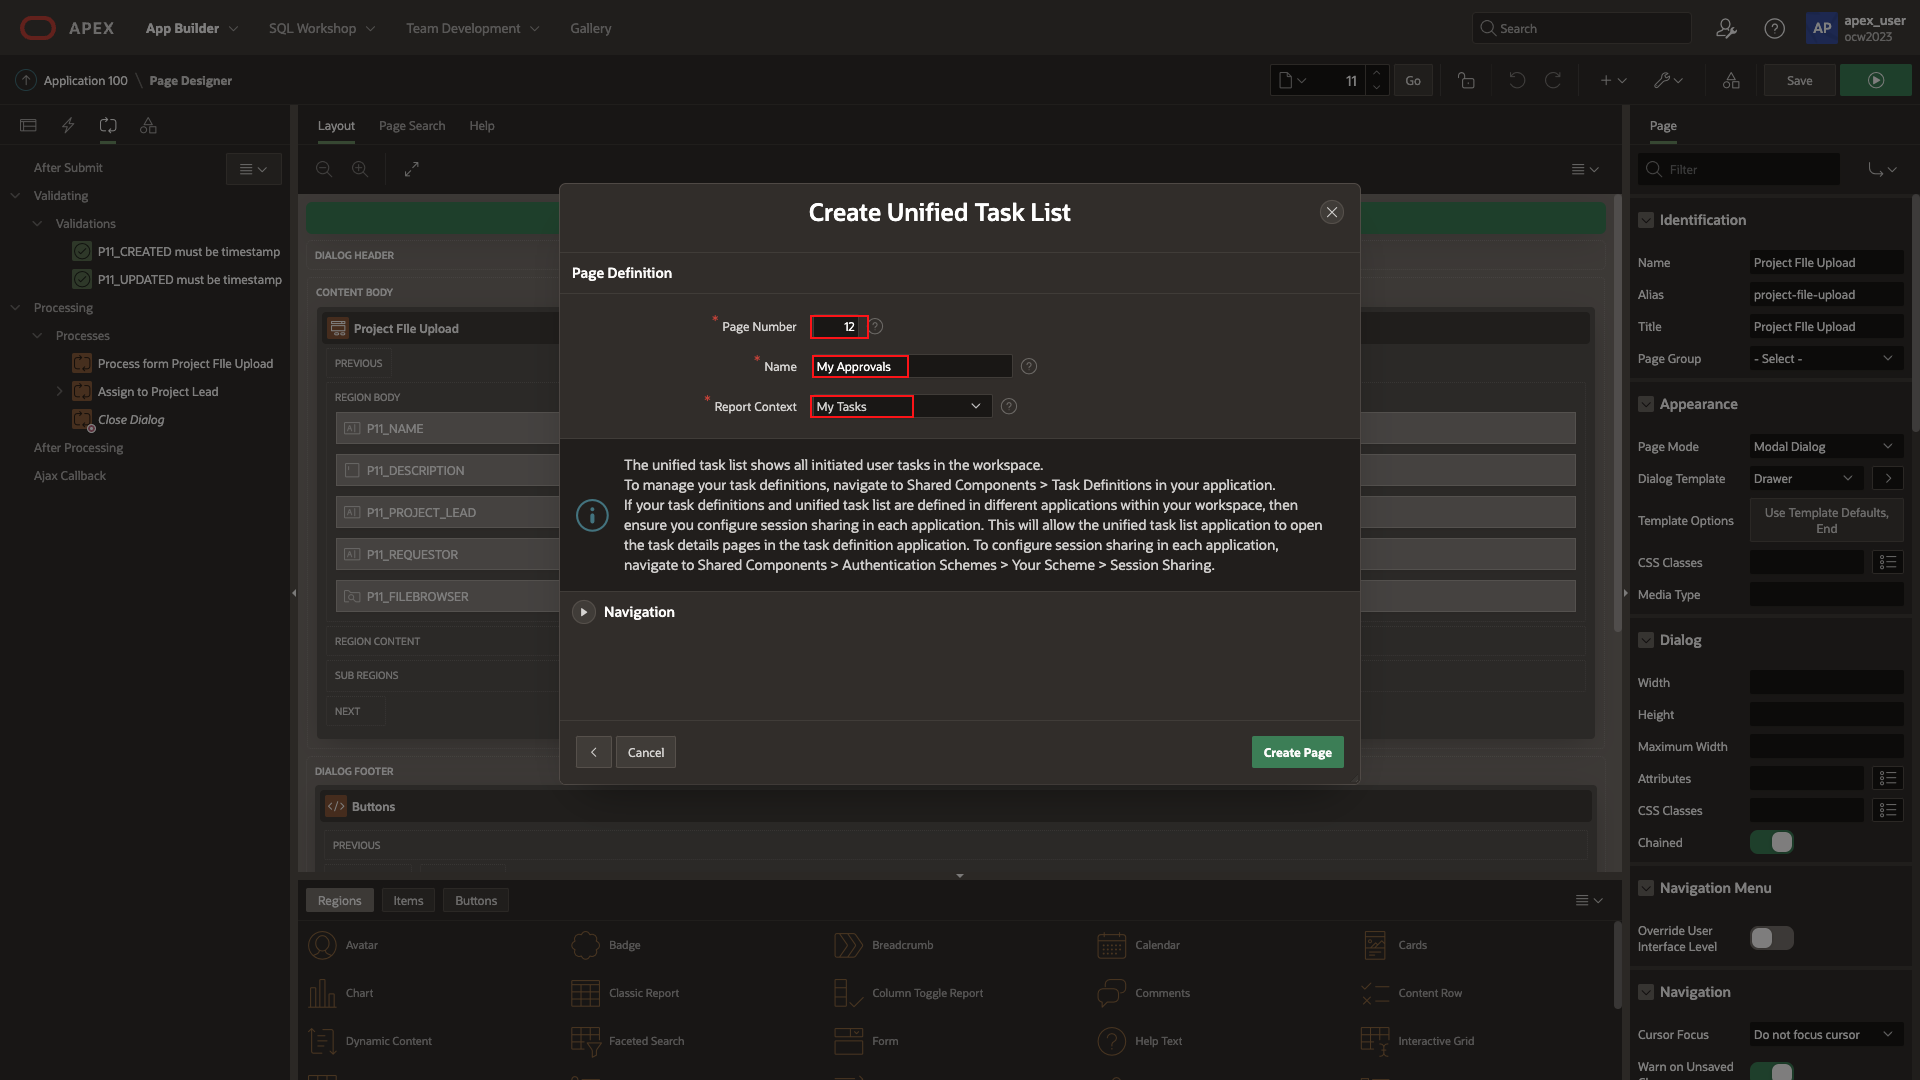 APEX
App Builder
SQL Workshop
Team Development
Gallery
Search
AP
apex_user
ocw2023
Application 100 \ Page Designer
11
Go
Save
After Submit
Validating
Validations
P11_CREATED must be timestamp
P11_UPDATED must be timestamp
Processing
Processes
Process form Project FIle Upload
Assign to Project Lead
Close Dialog
After Processing
Ajax Callback
Layout
Page Search
Help
DIALOG HEADER
CONTENT BODY
Project FIle Upload
PREVIOUS
REGION BODY
P11_NAME
P11_DESCRIPTION
P11_PROJECT_LEAD
P11_REQUESTOR
P11_FILEBROWSER
REGION CONTENT
SUB REGIONS
NEXT
DIALOG FOOTER
Buttons
PREVIOUS
Create Unified Task List
Page Definition
* Page Number 12
* Name My Approvals
* Report Context My Tasks
The unified task list shows all initiated user tasks in the workspace.
To manage your task definitions, navigate to Shared Components > Task Definitions in your application.
If your task definitions and unified task list are defined in different applications within your workspace, then
ensure you configure session sharing in each application. This will allow the unified task list application to open
the task details pages in the task definition application. To configure session sharing in each application,
navigate to Shared Components > Authentication Schemes > Your Scheme > Session Sharing.
Navigation
Cancel
Create Page
Regions
Items
Buttons
Avatar
Badge
Breadcrumb
Calendar
Cards
Chart
Classic Report
Column Toggle Report
Comments
Content Row
Dynamic Content
Faceted Search
Form
Help Text
Interactive Grid
Page
Filter
Identification
Name Project FIle Upload
Alias project-file-upload
Title Project FIle Upload
Page Group - Select -
Appearance
Page Mode Modal Dialog
Dialog Template Drawer
Template Options Use Template Defaults,
End
CSS Classes
Media Type
Dialog
Width
Height
Maximum Width
Attributes
CSS Classes
Chained
Navigation Menu
Override User
Interface Level
Navigation
Cursor Focus Do not focus cursor
Warn on Unsaved